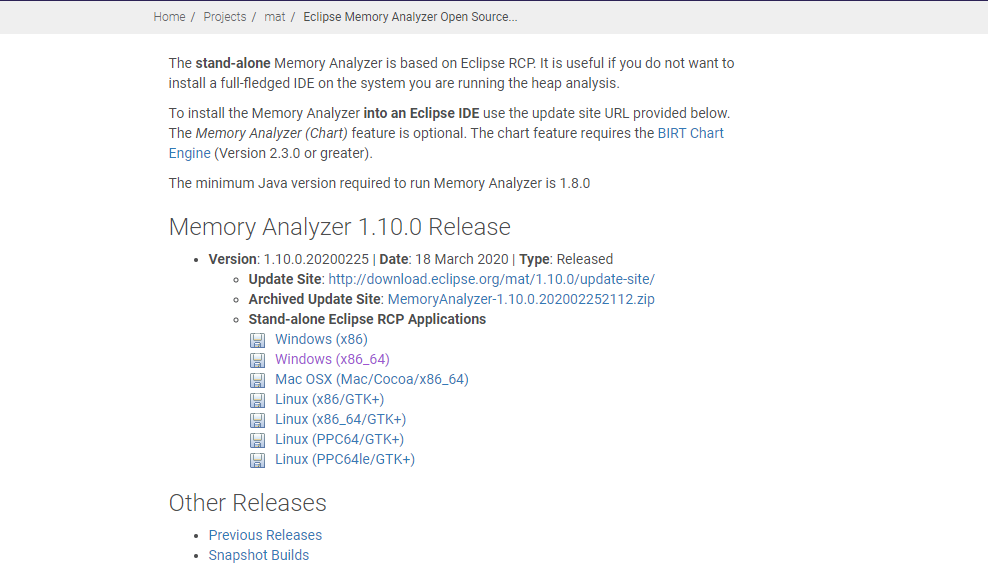 Home / Projects / mat / Eclipse Memory Analyzer Open Source...
The stand-alone Memory Analyzer is based on Eclipse RCP. It is useful if you do not want to
install a full-fledged IDE on the system you are running the heap analysis.
To install the Memory Analyzer into an Eclipse IDE use the update site URL provided below.
The Memory Analyzer (Chart) feature is optional. The chart feature requires the BIRT Chart
Engine (Version 2.3.0 or greater).
The minimum Java version required to run Memory Analyzer is 1.8.0
Memory Analyzer 1.10.0 Release
Version: 1.10.0.20200225 | Date: 18 March 2020 | Type: Released
Update Site: http://download.eclipse.org/mat/1.10.0/update-site/
Archived Update Site: MemoryAnalyzer-1.10.0.202002252112.zip
Stand-alone Eclipse RCP Applications
Windows (x86)
Windows (x86_64)
Mac OSX (Mac/Cocoa/x86_64)
Linux (x86/GTK+)
Linux (x86_64/GTK+)
Linux (PPC64/GTK+)
Linux (PPC64le/GTK+)
Other Releases
Previous Releases
Snapshot Builds